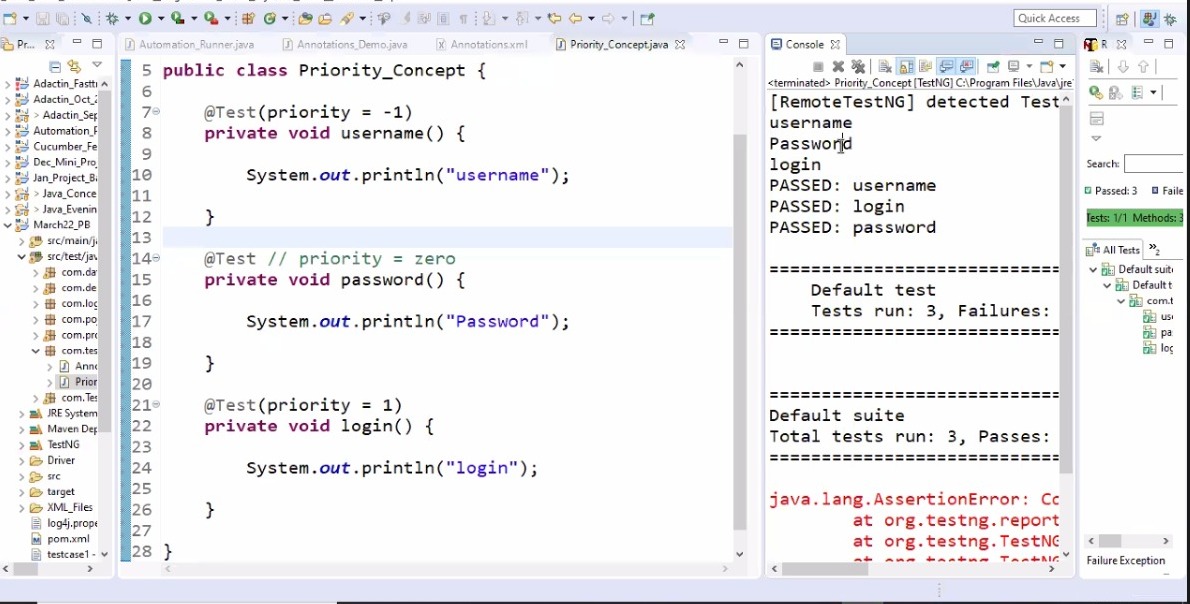 Quick Access
Pr...
Adactin_Fastt
Adactin_Oct_2
> Adactin_Sep
Automation_F
Cucumber_Fe
Dec_Mini_Pro
Jan_Project_B
> Java_Conce
> Java_Evenin
March22_PB
src/main/j
src/test/jav
com.da
com.de
com.log
com.po
com.pro
com.tes
Anno
Prior
com.Te
JRE System
Maven Dep
TestNG
Driver
src
target
XML_Files
log4j.prope
pom.xml
testcase1 -
Automation_Runner.java
Annotations_Demo.java
Annotations.xml
Priority_Concept.java
5 public class Priority_Concept {
6
7 @Test(priority = -1)
8 private void username() {
9
10 System.out.println("username");
11
12 }
13
14 @Test // priority = zero
15 private void password() {
16
17 System.out.println("Password");
18
19 }
20
21 @Test(priority = 1)
22 private void login() {
23
24 System.out.println("login");
25
26 }
27
28 }
Console
<terminated> Priority_Concept [TestNG] C:\Program Files\Java\jre
[RemoteTestNG] detected Test
username
Password
login
PASSED: username
PASSED: login
PASSED: password
===========================
Default test
Tests run: 3, Failures:
===========================
===========================
Default suite
Total tests run: 3, Passes:
===========================
java.lang.AssertionError: Co
at org.testng.report
at org.testng.TestNG
at org.testng.TestNG
R
Search:
Passed: 3 Faile
Tests: 1/1 Methods: 3
All Tests
Default suit
Default t
com.t
use
pa
log
Failure Exception